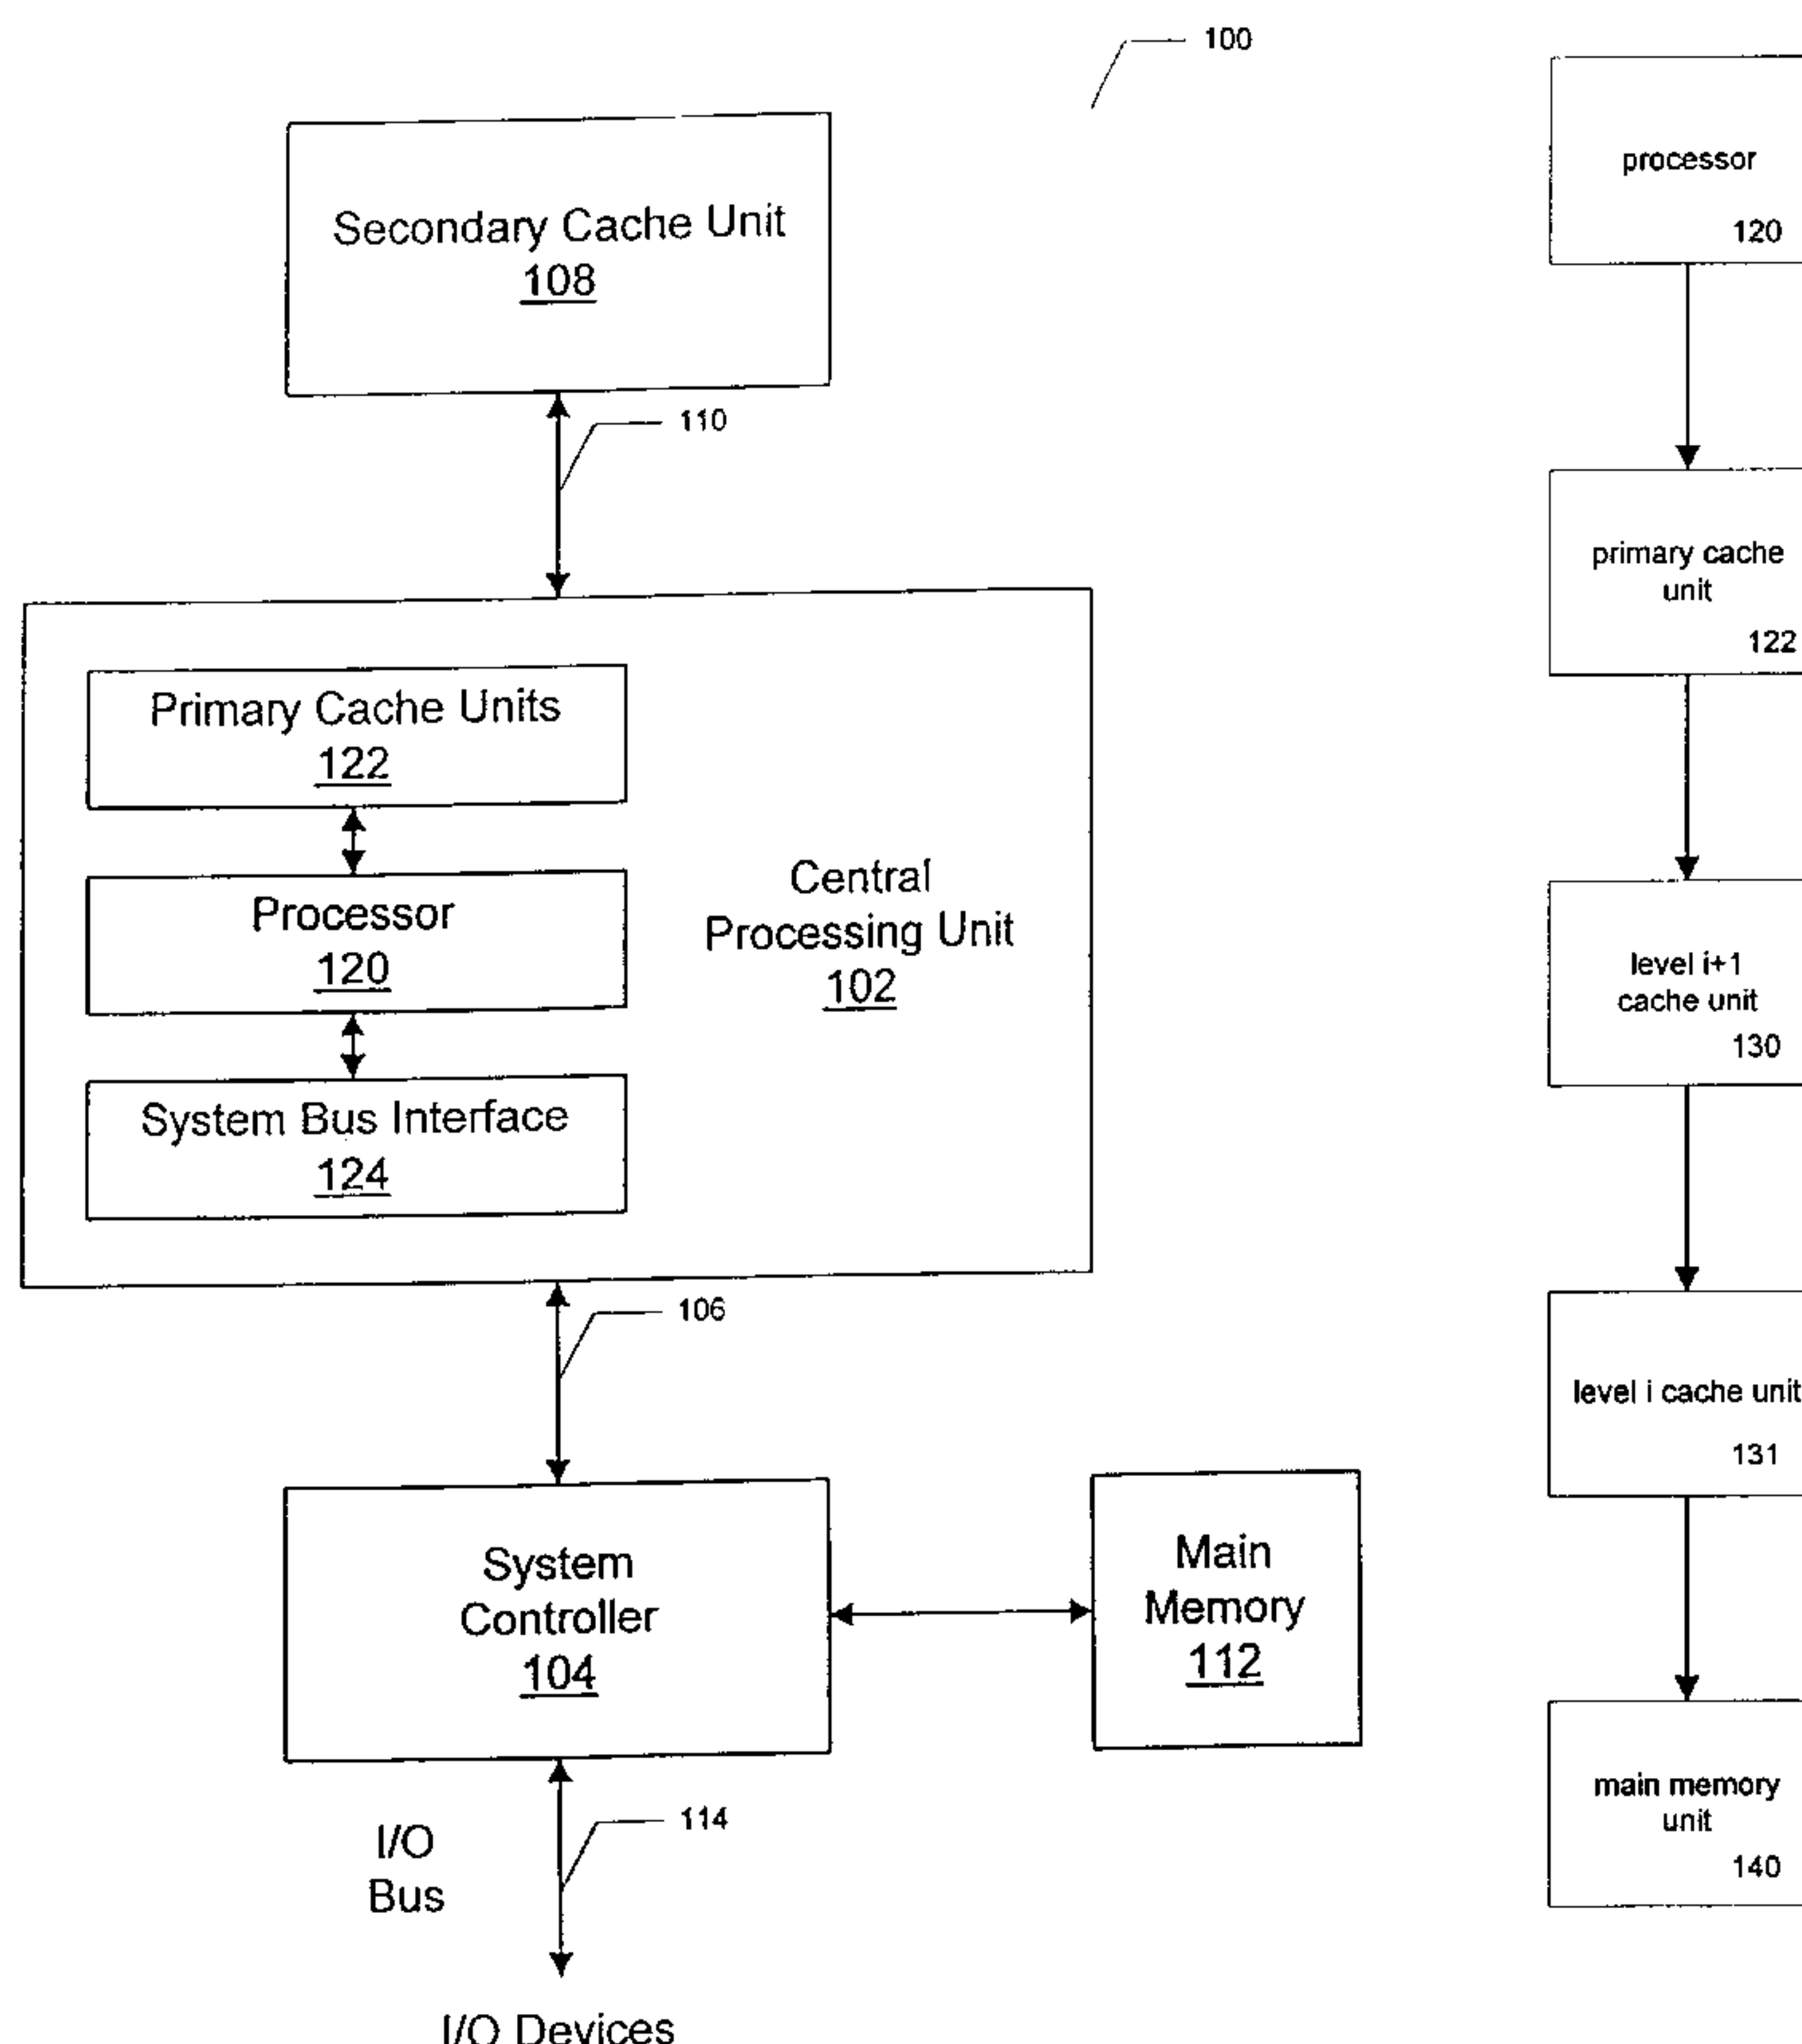 100
Secondary Cache Unit
108
110
Primary Cache Units
122
Processor
120
System Bus Interface
124
Central
Processing Unit
102
106
System
Controller
104
Main
Memory
112
I/O
Bus
114
I/O Devices
processor
120
primary cache
unit
122
level i+1
cache unit
130
level i cache unit
131
main memory
unit
140